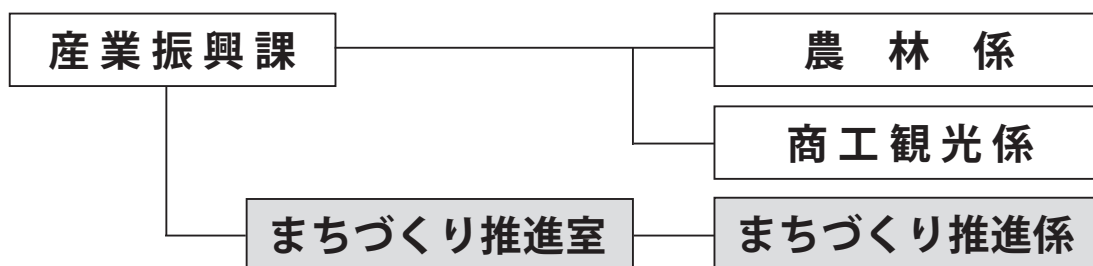 産業振興課
農林係
商工観光係
まちづくり推進室
まちづくり推進係